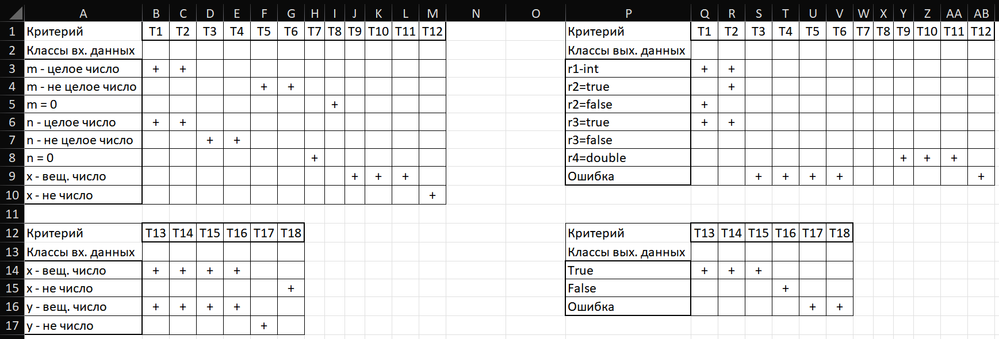 A B C D E F G H I J K L M N O P Q R S T U V W X Y Z AA AB
1 Критерий T1 T2 T3 T4 T5 T6 T7 T8 T9 T10 T11 T12 Критерий T1 T2 T3 T4 T5 T6 T7 T8 T9 T10 T11 T12
2 Классы вх. данных Классы вых. данных
3 m - целое число + + r1-int + +
4 m - не целое число + + r2=true +
5 m = 0 + r2=false +
6 n - целое число + + r3=true + +
7 n - не целое число + + r3=false
8 n = 0 + r4=double + + +
9 x - вещ. число + + + Ошибка + + + + +
10 x - не число +
11
12 Критерий T13 T14 T15 T16 T17 T18 Критерий T13 T14 T15 T16 T17 T18
13 Классы вх. данных Классы вых. данных
14 x - вещ. число + + + + True + + +
15 x - не число + False +
16 y - вещ. число + + + + Ошибка + +
17 y - не число +